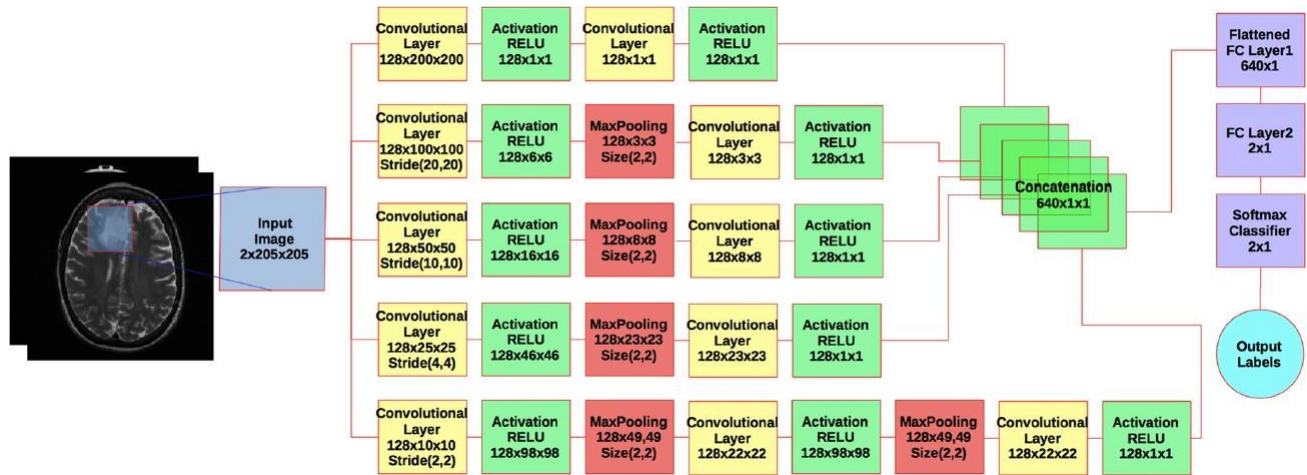 Input
Image
2x205x205
Convolutional
Layer
128x200x200
Activation
RELU
128x1x1
Convolutional
Layer
128x1x1
Activation
RELU
128x1x1
Convolutional
Layer
128x100x100
Stride(20,20)
Activation
RELU
128x6x6
MaxPooling
128x3x3
Size(2,2)
Convolutional
Layer
128x3x3
Activation
RELU
128x1x1
Convolutional
Layer
128x50x50
Stride(10,10)
Activation
RELU
128x16x16
MaxPooling
128x8x8
Size(2,2)
Convolutional
Layer
128x8x8
Activation
RELU
128x1x1
Convolutional
Layer
128x25x25
Stride(4,4)
Activation
RELU
128x46x46
MaxPooling
128x23x23
Size(2,2)
Convolutional
Layer
128x23x23
Activation
RELU
128x1x1
Convolutional
Layer
128x10x10
Stride(2,2)
Activation
RELU
128x98x98
MaxPooling
128x49,49
Size(2,2)
Convolutional
Layer
128x22x22
Activation
RELU
128x98x98
MaxPooling
128x49,49
Size(2,2)
Convolutional
Layer
128x22x22
Activation
RELU
128x1x1
Concatenation
640x1x1
Flattened
FC Layer1
640x1
FC Layer2
2x1
Softmax
Classifier
2x1
Output
Labels